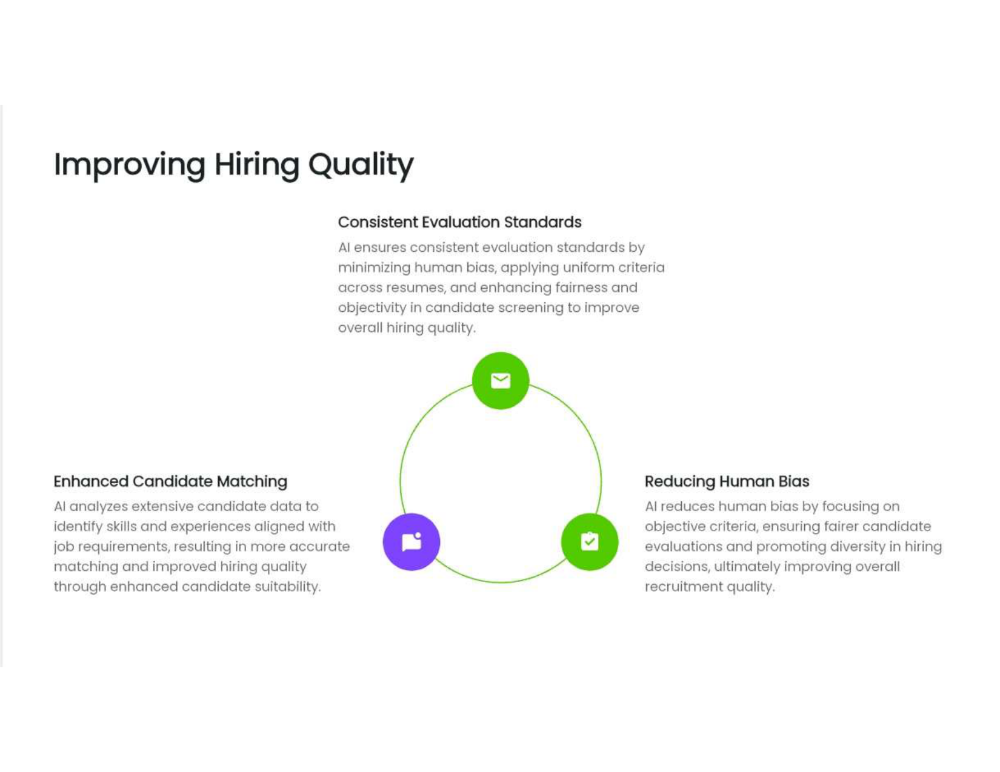 Improving Hiring Quality
Consistent Evaluation Standards
AI ensures consistent evaluation standards by
minimizing human bias, applying uniform criteria
across resumes, and enhancing fairness and
objectivity in candidate screening to improve
overall hiring quality.
Enhanced Candidate Matching
AI analyzes extensive candidate data to
identify skills and experiences aligned with
job requirements, resulting in more accurate
matching and improved hiring quality
through enhanced candidate suitability.
Reducing Human Bias
AI reduces human bias by focusing on
objective criteria, ensuring fairer candidate
evaluations and promoting diversity in hiring
decisions, ultimately improving overall
recruitment quality.